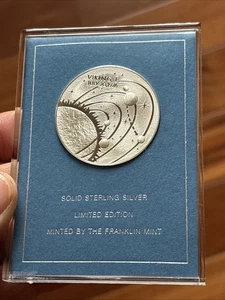 VIKING I
SOLID STERLING SILVER
LIMITED EDITION
MINTED BY THE FRANKLIN MINT